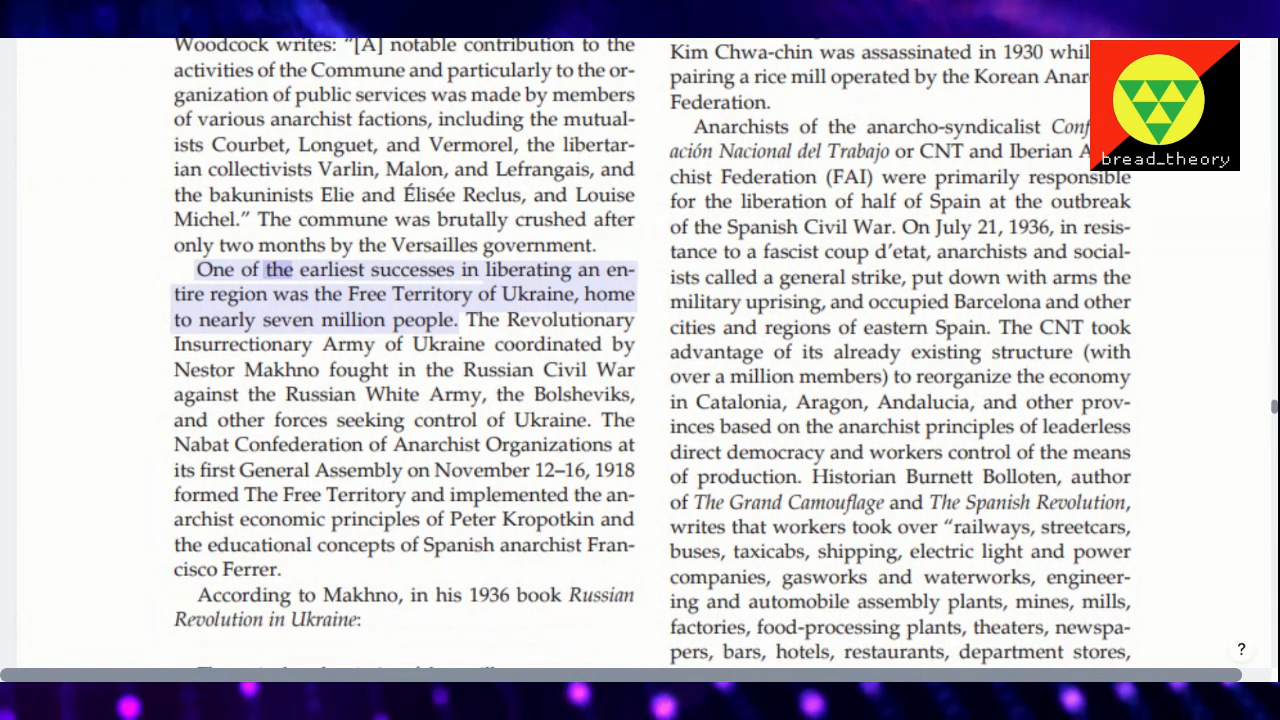 Woodcock writes: “[A] notable contribution to the
activities of the Commune and particularly to the or-
ganization of public services was made by members
of various anarchist factions, including the mutual-
ists Courbet, Longuet, and Vermorel, the libertar-
ian collectivists Varlin, Malon, and Lefrangais, and
the bakuninists Elie and Élisée Reclus, and Louise
Michel.” The commune was brutally crushed after
only two months by the Versailles government.
One of the earliest successes in liberating an en-
tire region was the Free Territory of Ukraine, home
to nearly seven million people. The Revolutionary
Insurrectionary Army of Ukraine coordinated by
Nestor Makhno fought in the Russian Civil War
against the Russian White Army, the Bolsheviks,
and other forces seeking control of Ukraine. The
Nabat Confederation of Anarchist Organizations at
its first General Assembly on November 12–16, 1918
formed The Free Territory and implemented the an-
archist economic principles of Peter Kropotkin and
the educational concepts of Spanish anarchist Fran-
cisco Ferrer.
According to Makhno, in his 1936 book Russian
Revolution in Ukraine:
Kim Chwa-chin was assassinated in 1930 whil
pairing a rice mill operated by the Korean Anar
Federation.
Anarchists of the anarcho-syndicalist Conf
ación Nacional del Trabajo or CNT and Iberian A
chist Federation (FAI) were primarily responsible
for the liberation of half of Spain at the outbreak
of the Spanish Civil War. On July 21, 1936, in resis-
tance to a fascist coup d’etat, anarchists and social-
ists called a general strike, put down with arms the
military uprising, and occupied Barcelona and other
cities and regions of eastern Spain. The CNT took
advantage of its already existing structure (with
over a million members) to reorganize the economy
in Catalonia, Aragon, Andalucia, and other prov-
inces based on the anarchist principles of leaderless
direct democracy and workers control of the means
of production. Historian Burnett Bolloten, author
of The Grand Camouflage and The Spanish Revolution,
writes that workers took over “railways, streetcars,
buses, taxicabs, shipping, electric light and power
companies, gasworks and waterworks, engineer-
ing and automobile assembly plants, mines, mills,
factories, food-processing plants, theaters, newspa-
pers, bars, hotels, restaurants, department stores,
bread_theory
?